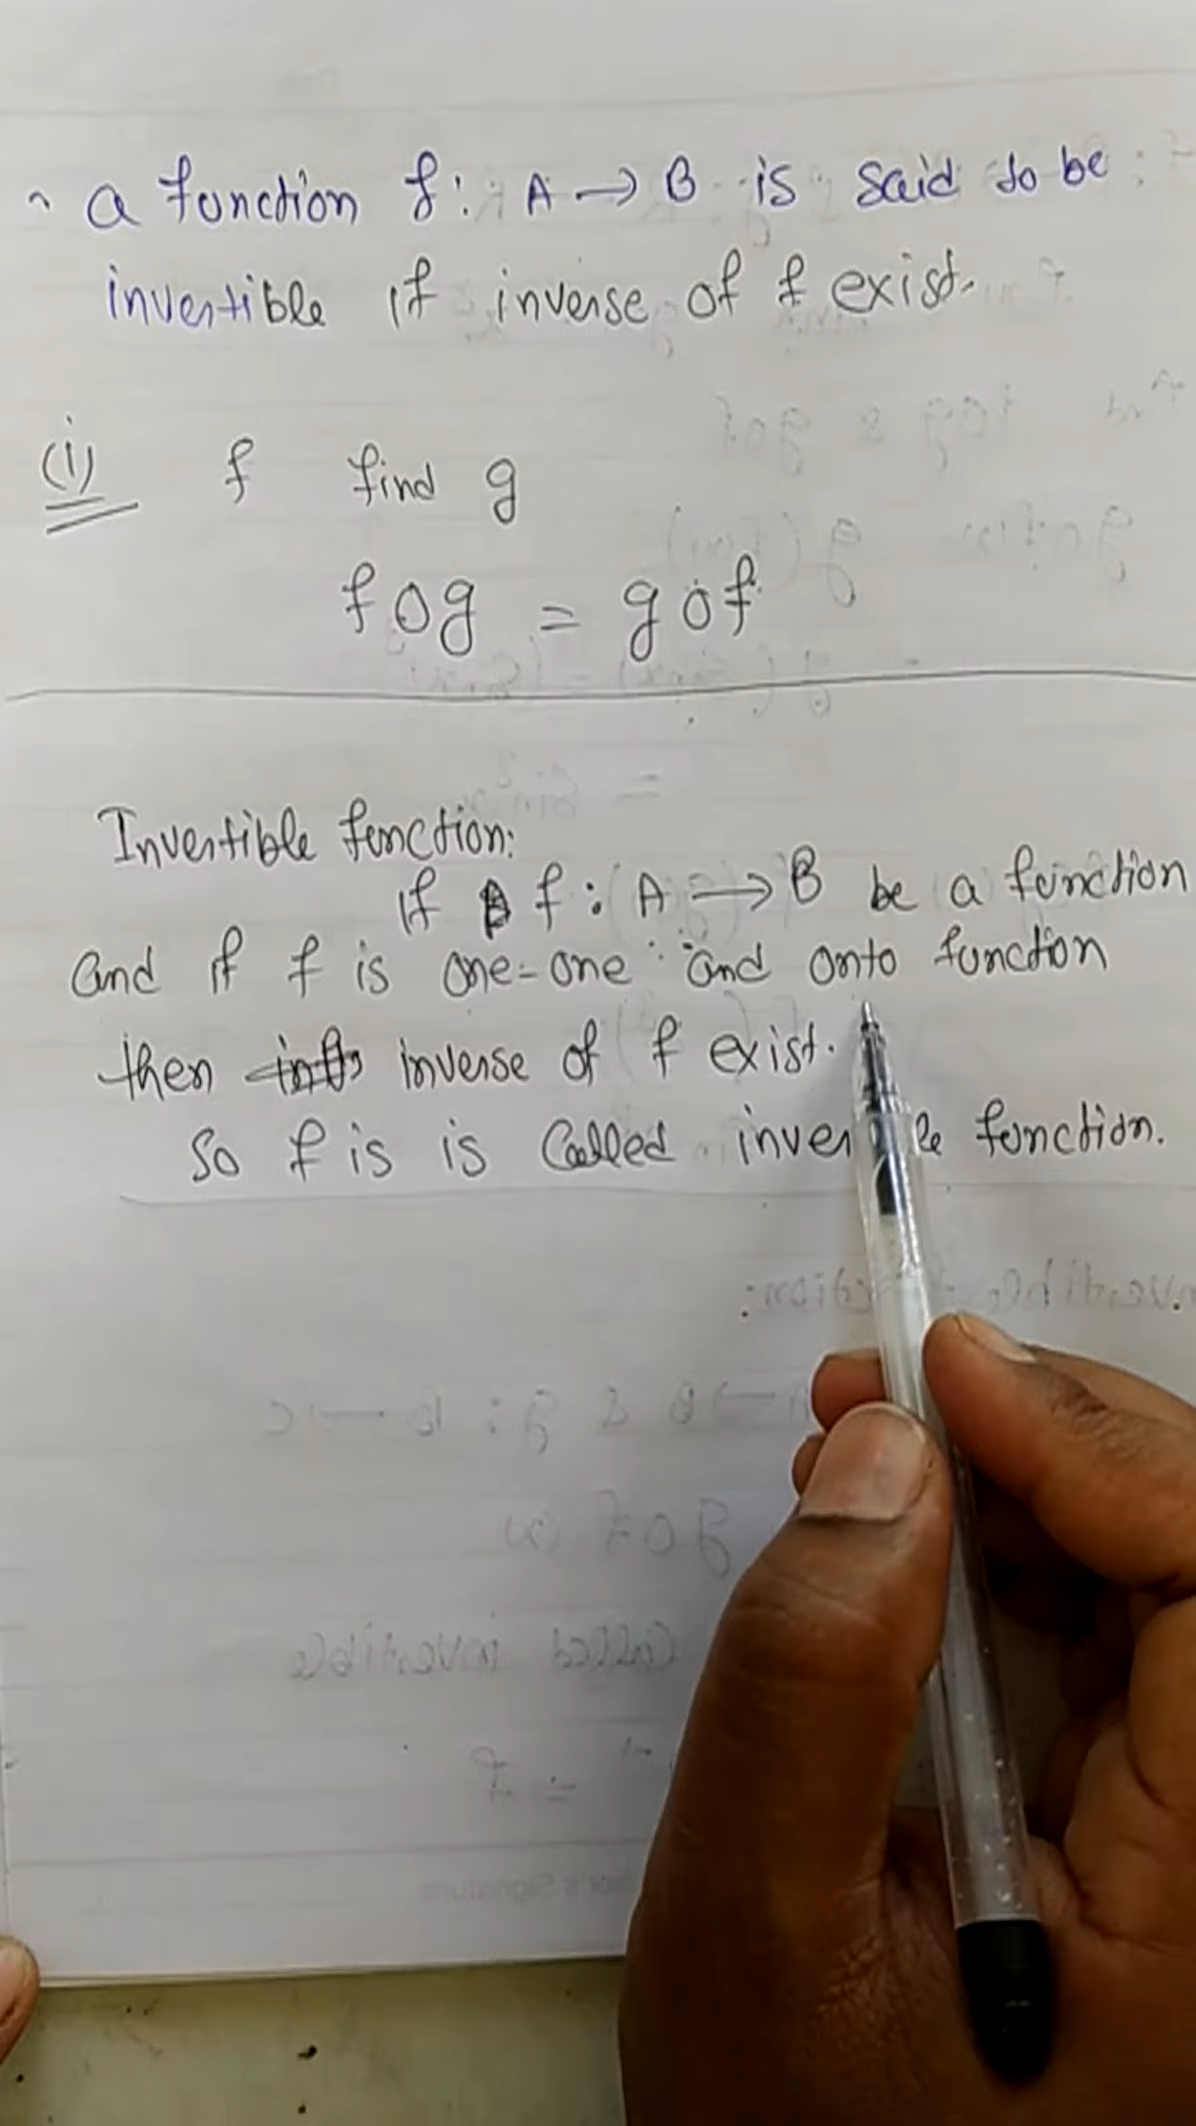 a function f: A → B is said to be
invertible if inverse of f exist.
(i) f find g
fog = gof
Invertible function:
If f : A → B be a function
and if f is one-one and onto function
then inverse of f exist.
So f is is Called function.